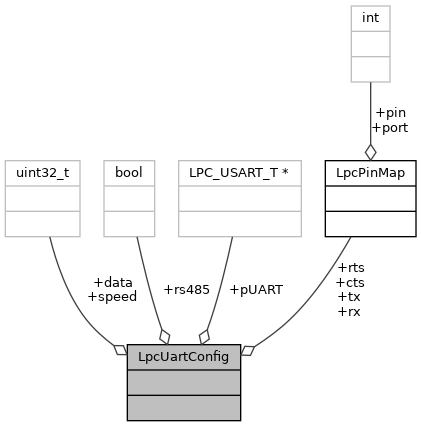 int
+pin
+port
uint32_t
bool
LPC_USART_T *
LpcPinMap
+data
+speed
+rs485
+pUART
+rts
+cts
+tx
+rx
LpcUartConfig